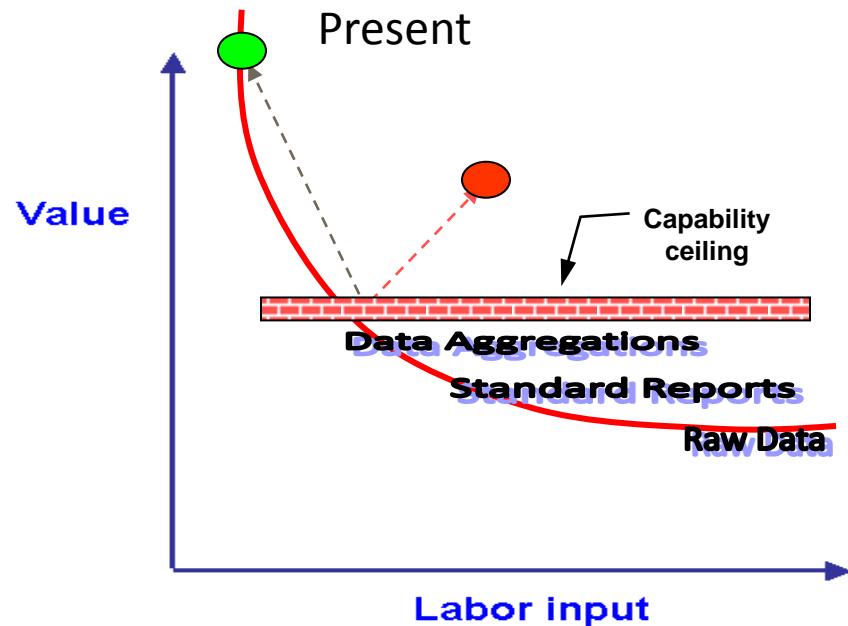 Present
Value
Capability
ceiling
Data Aggregations
Standard Reports
Raw Data
Labor input